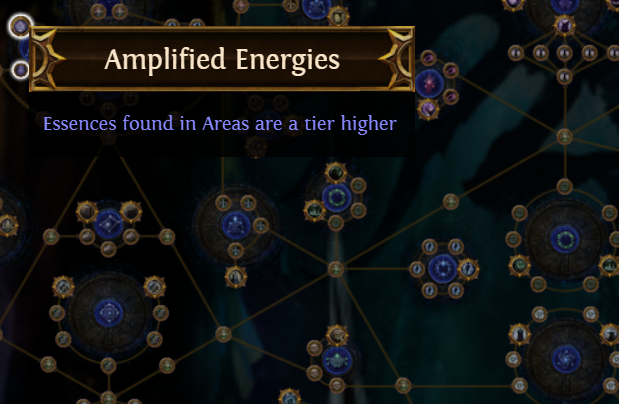 Amplified Energies
Essences found in Areas are a tier higher